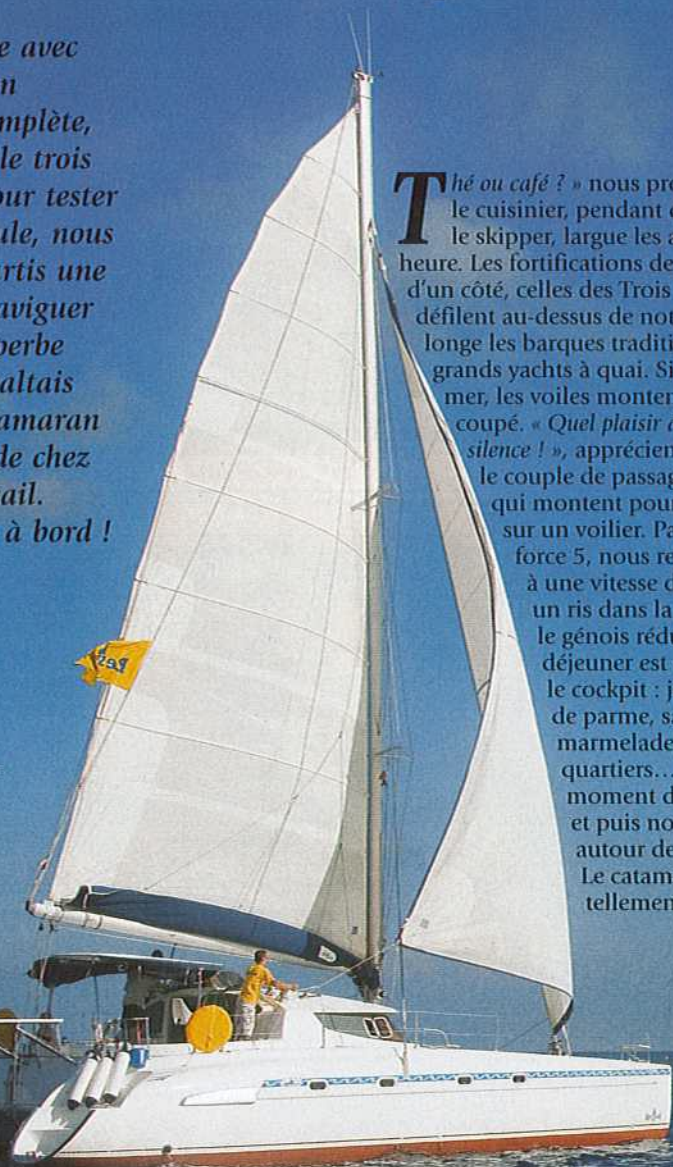 e avec
n
mplète,
le trois
our tester
ule, nous
rtis une
aviguer
perbe
altais
amaran
de chez
ail.
à bord !
Thé ou café ? » nous pro
le cuisinier, pendant
le skipper, largue les a
heure. Les fortifications de
d'un côté, celles des Trois
défilent au-dessus de not
longe les barques traditi
grands yachts à quai. Si
mer, les voiles monten
coupé. « Quel plaisir
silence ! », apprécien
le couple de passag
qui montent pour
sur un voilier. Pa
force 5, nous re
à une vitesse
un ris dans la
le génois rédu
déjeuner est
le cockpit : j
de parme, sa
marmelade
quartiers…
moment d
et puis no
autour de
Le catam
tellemen